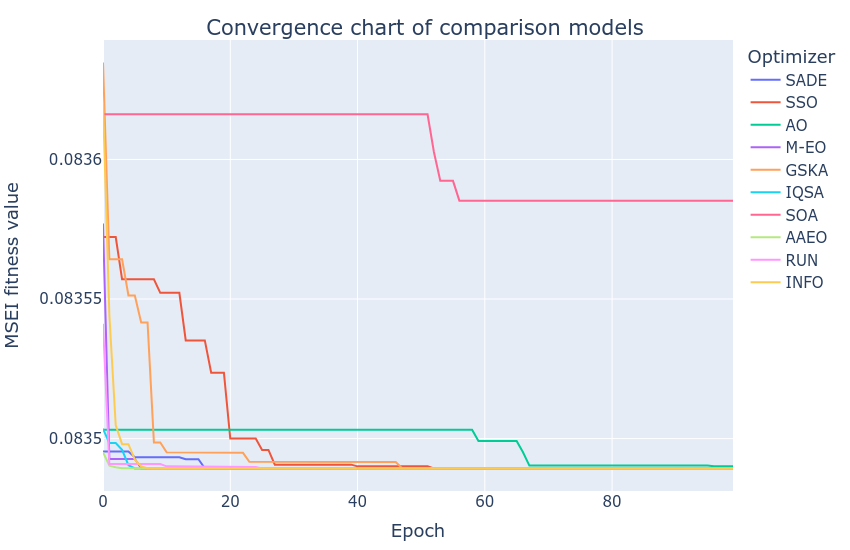 Convergence chart of comparison models
MSEI fitness value
0.0836
0.08355
0.0835
0 20 40 60 80
Epoch
Optimizer
SADE
SSO
AO
M-EO
GSKA
IQSA
SOA
AAEO
RUN
INFO